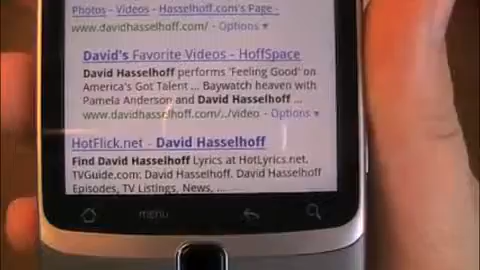 Photos - Videos - Hasselhoff.com's Page -
www.davidhasselhoff.com/ - Options
David's Favorite Videos - HoffSpace
David Hasselhoff performs 'Feeling Good' on
America's Got Talent ... Baywatch heaven with
Pamela Anderson and David Hasselhoff ...
www.davidhasselhoff.com/../video - Options
HotFlick.net - David Hasselhoff
Find David Hasselhoff Lyrics at HotLyrics.net.
TVGuide.com: David Hasselhoff. David Hasselhoff
Episodes, TV Listings, News, ...
menu